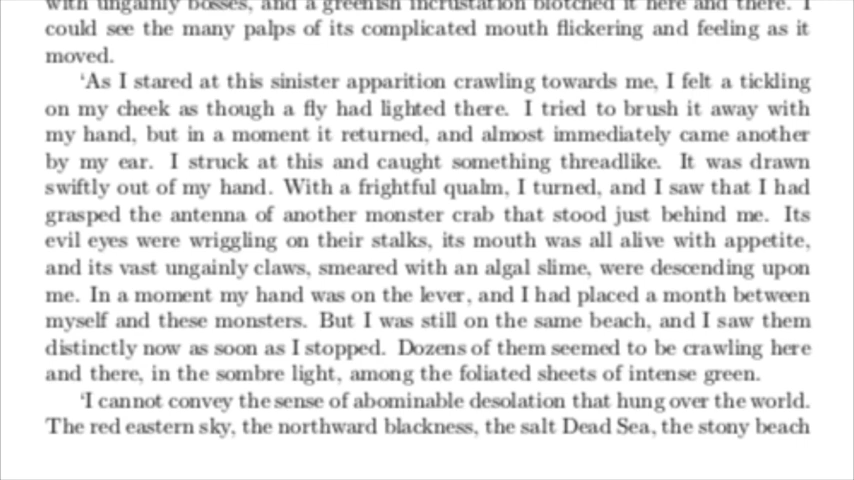 with ungainly bosses, and a greenish incrustation blotched it here and there. I
could see the many palps of its complicated mouth flickering and feeling as it
moved.
‘As I stared at this sinister apparition crawling towards me, I felt a tickling
on my cheek as though a fly had lighted there. I tried to brush it away with
my hand, but in a moment it returned, and almost immediately came another
by my ear. I struck at this and caught something threadlike. It was drawn
swiftly out of my hand. With a frightful qualm, I turned, and I saw that I had
grasped the antenna of another monster crab that stood just behind me. Its
evil eyes were wriggling on their stalks, its mouth was all alive with appetite,
and its vast ungainly claws, smeared with an algal slime, were descending upon
me. In a moment my hand was on the lever, and I had placed a month between
myself and these monsters. But I was still on the same beach, and I saw them
distinctly now as soon as I stopped. Dozens of them seemed to be crawling here
and there, in the sombre light, among the foliated sheets of intense green.
‘I cannot convey the sense of abominable desolation that hung over the world.
The red eastern sky, the northward blackness, the salt Dead Sea, the stony beach